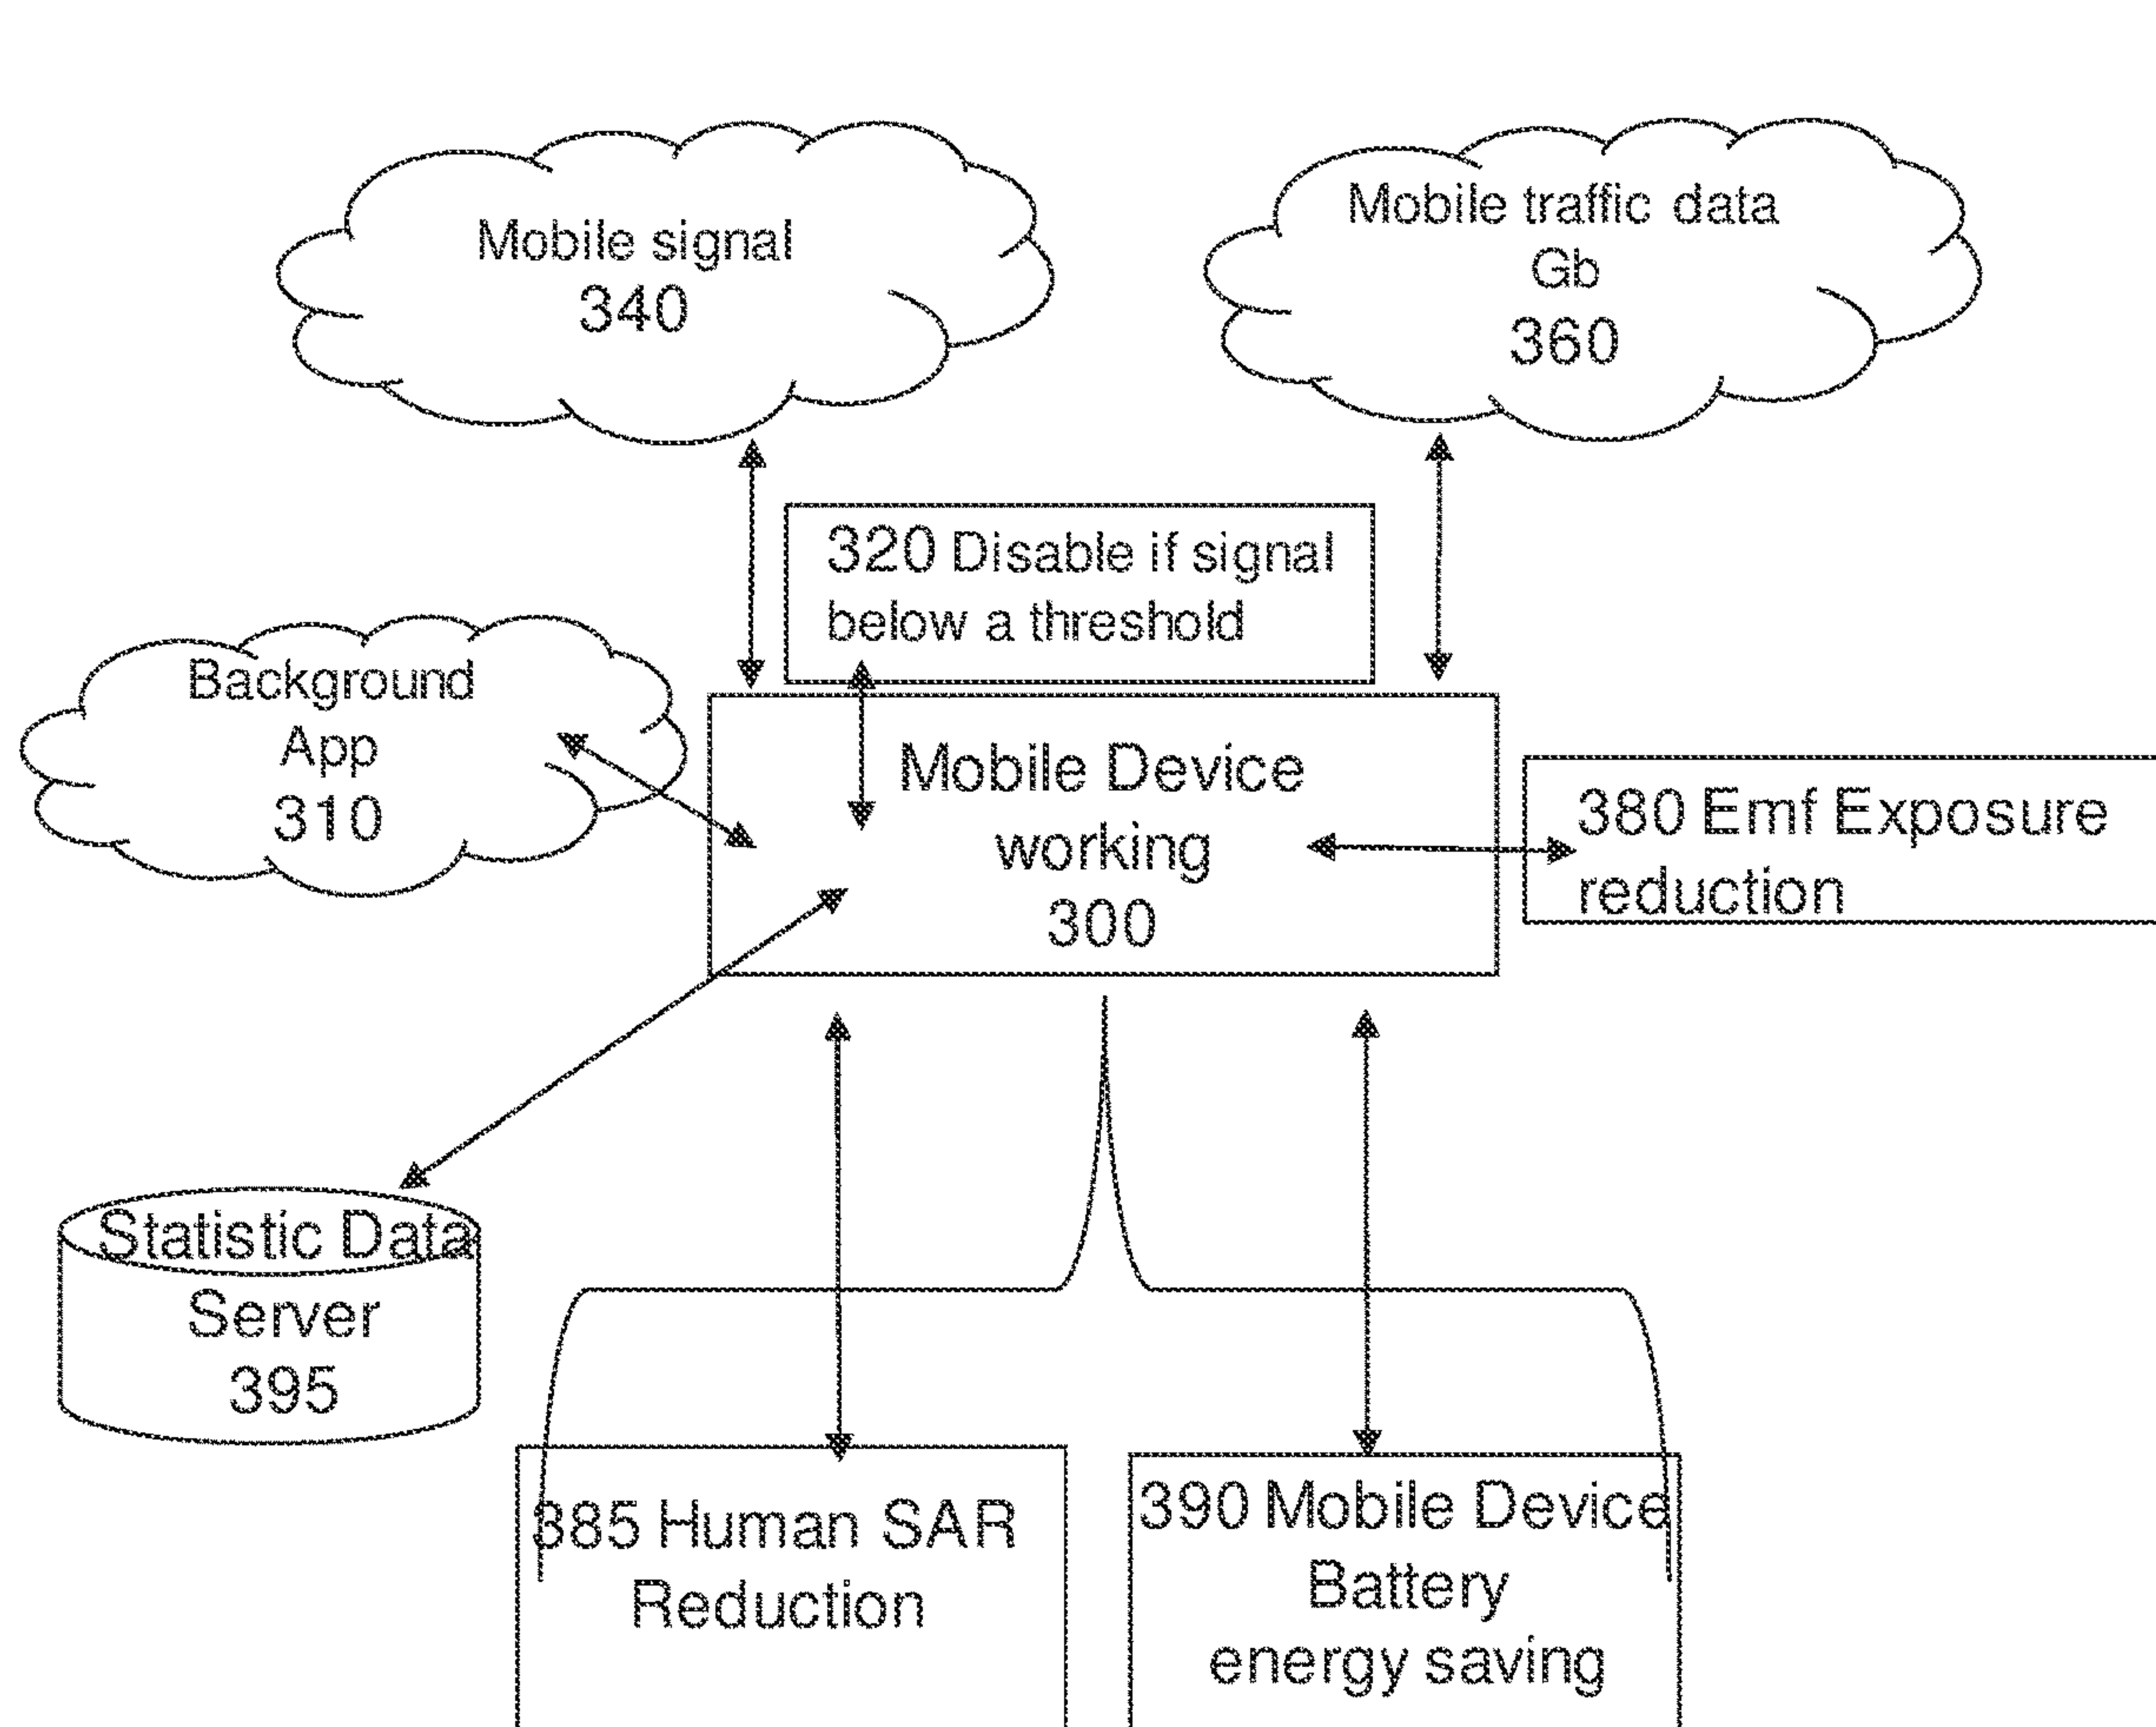 Mobile signal
340
Mobile traffic data
Gb
360
320 Disable if signal
below a threshold
Background
App
310
Mobile Device
working
300
380 Emf Exposure
reduction
Statistic Data
Server
395
385 Human SAR
Reduction
390 Mobile Device
Battery
energy saving